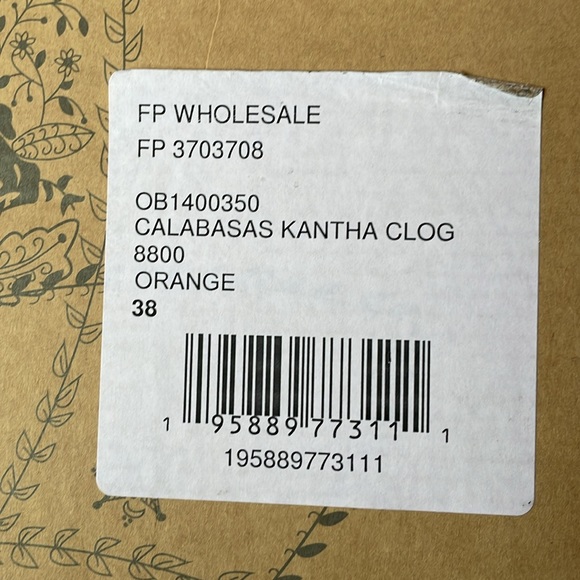 FP WHOLESALE
FP 3703708
OB1400350
CALABASAS KANTHA CLOG
8800
ORANGE
38
1 95889 77311 1
195889773111